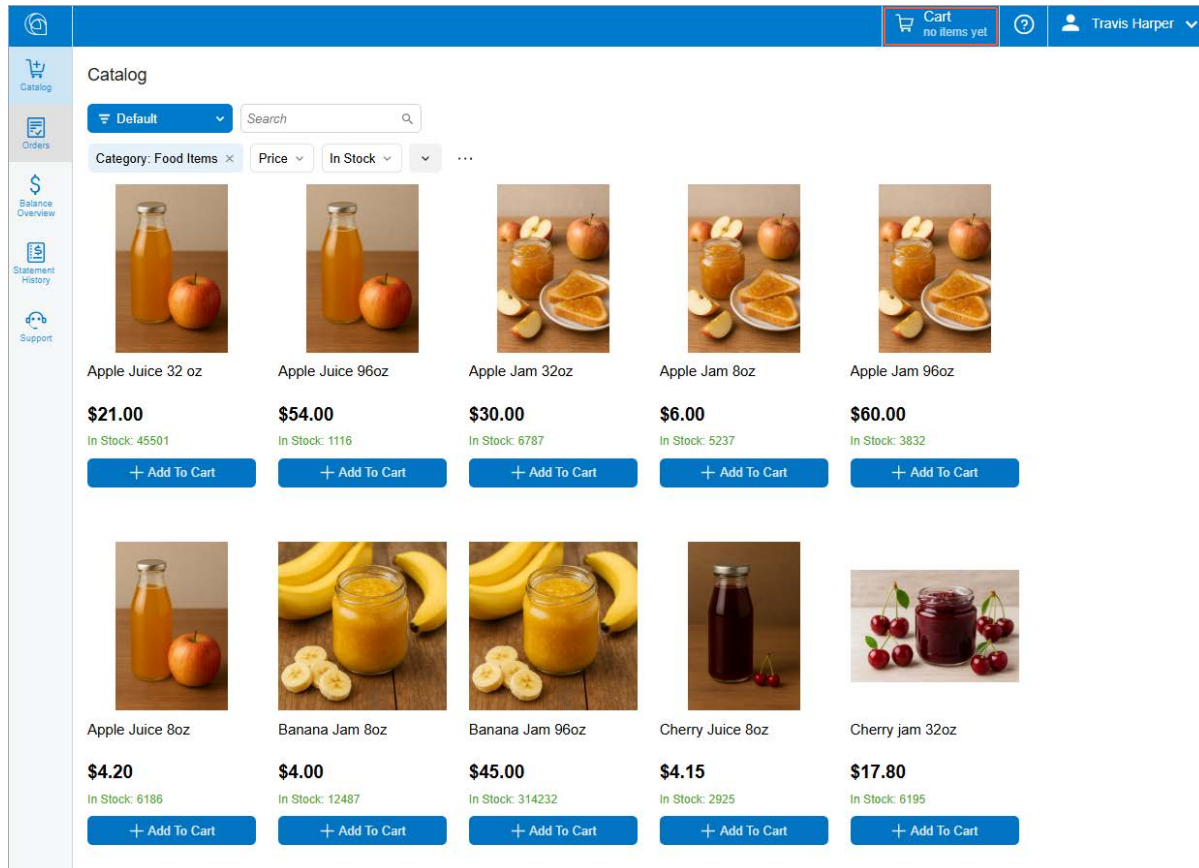 Cart
no items yet
Travis Harper
Catalog
Orders
Balance
Overview
Statement
History
Support
Catalog
Default
Search
Category: Food Items ×
Price
In Stock
...
Apple Juice 32 oz
Apple Juice 96oz
Apple Jam 32oz
Apple Jam 8oz
Apple Jam 96oz
$21.00
$54.00
$30.00
$6.00
$60.00
In Stock: 45501
In Stock: 1116
In Stock: 6787
In Stock: 5237
In Stock: 3832
+ Add To Cart
+ Add To Cart
+ Add To Cart
+ Add To Cart
+ Add To Cart
Apple Juice 8oz
Banana Jam 8oz
Banana Jam 96oz
Cherry Juice 8oz
Cherry jam 32oz
$4.20
$4.00
$45.00
$4.15
$17.80
In Stock: 6186
In Stock: 12487
In Stock: 314232
In Stock: 2925
In Stock: 6195
+ Add To Cart
+ Add To Cart
+ Add To Cart
+ Add To Cart
+ Add To Cart